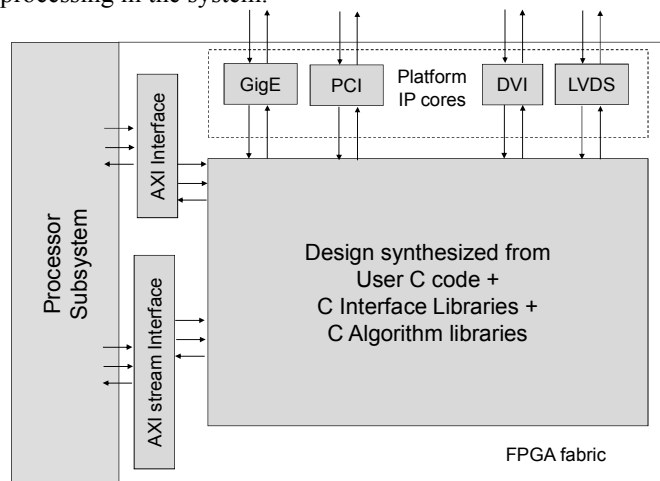 processing in the system.
GigE
PCI
Platform
IP cores
DVI
LVDS
AXI Interface
Processor
Subsystem
Design synthesized from
User C code +
C Interface Libraries +
C Algorithm libraries
AXI stream Interface
FPGA fabric